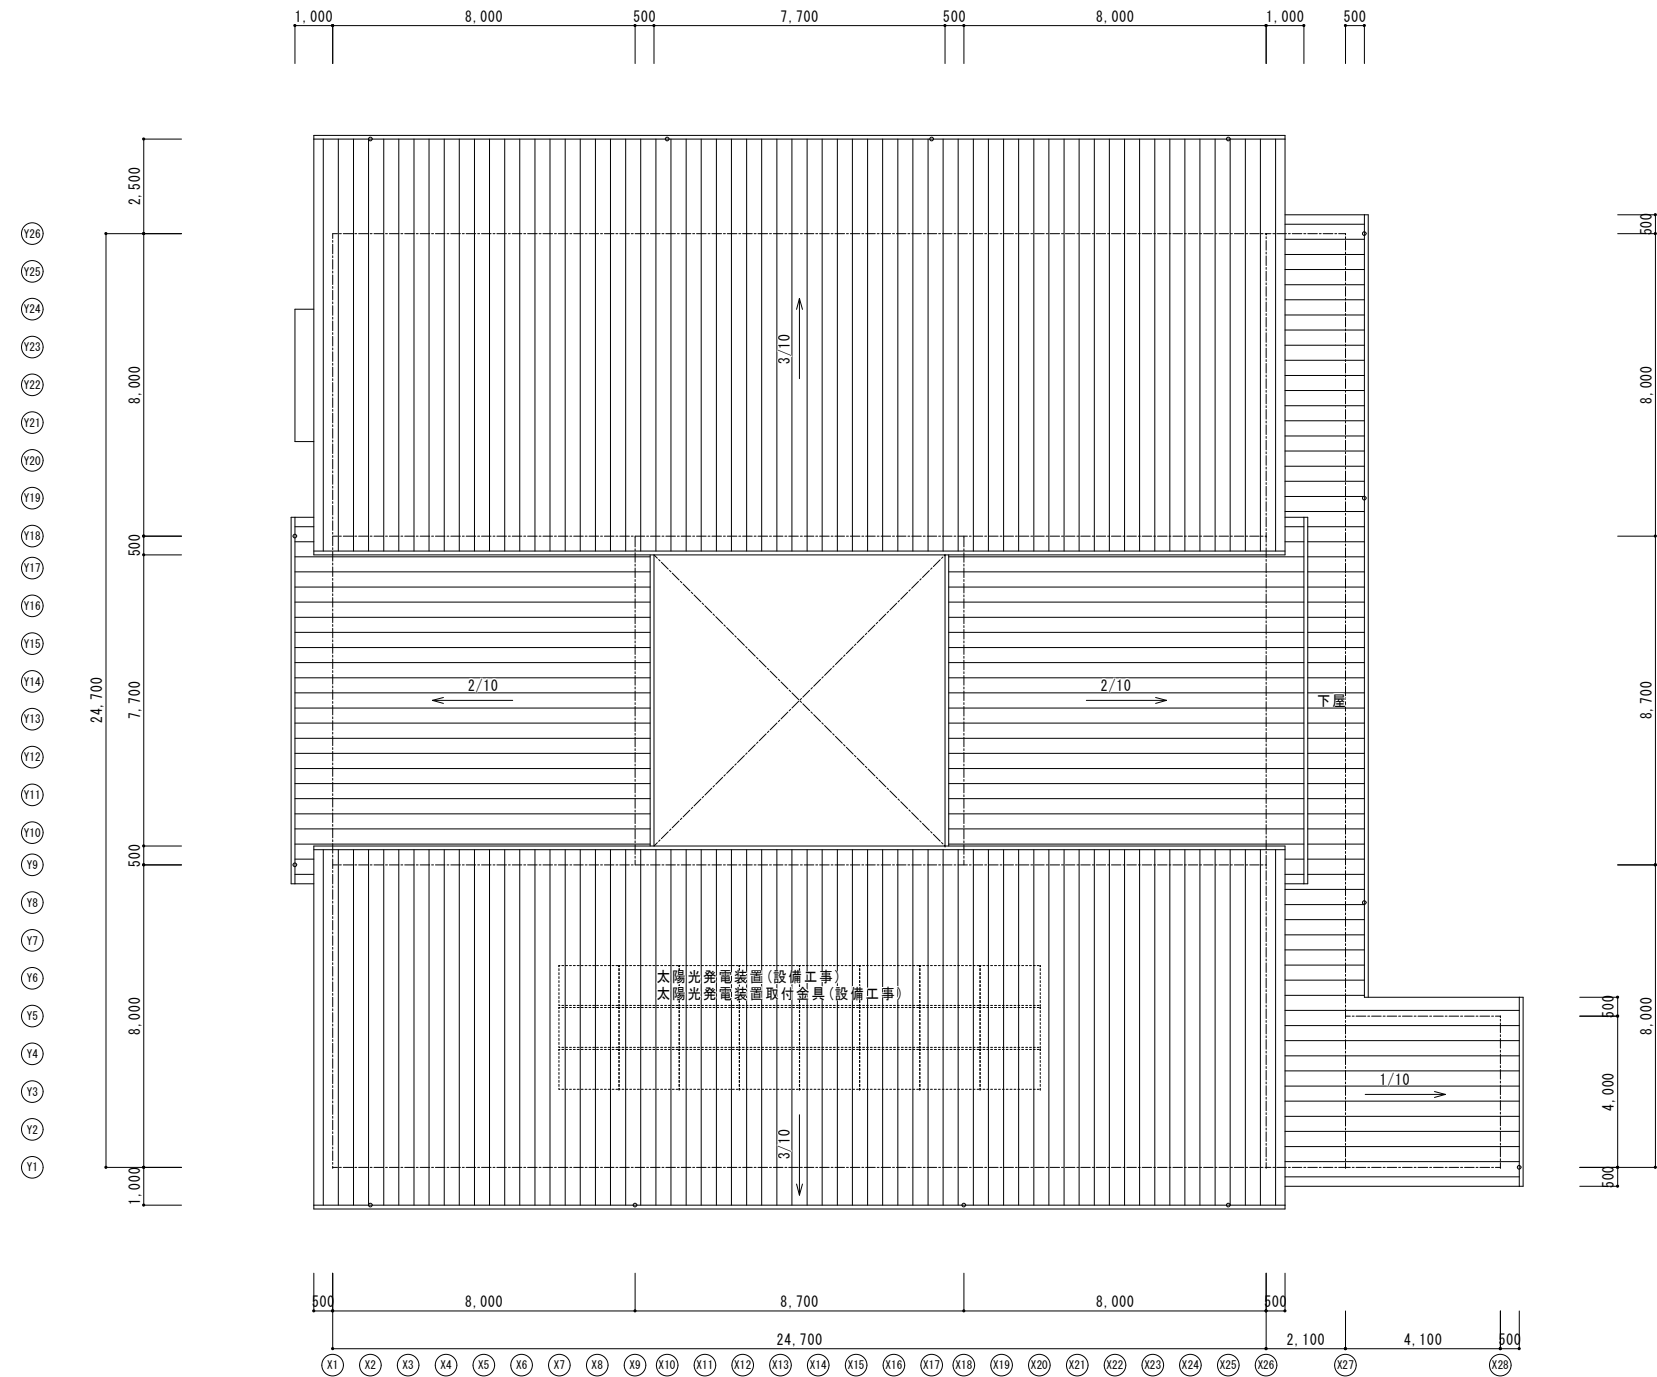 1,000 8,000 500 7,700 500 8,000 1,000 500
2,500
500
Y26
Y25
Y24
Y23
8,000
8,000
Y22
Y21
Y20
Y19
Y18
500
Y17
Y16
Y15
Y14
24,700
7,700
8,700
Y13
Y12
Y11
Y10
500
Y9
Y8
Y7
Y6
Y5
8,000
500
8,000
Y4
Y3
4,000
Y2
Y1
1,000
500
3/10
2/10
2/10
下屋
太陽光発電装置(設備工事)
太陽光発電装置取付金具(設備工事)
1/10
3/10
500 8,000 8,700 8,000 500
24,700 2,100 4,100 500
X1 X2 X3 X4 X5 X6 X7 X8 X9 X10 X11 X12 X13 X14 X15 X16 X17 X18 X19 X20 X21 X22 X23 X24 X25 X26 X27 X28